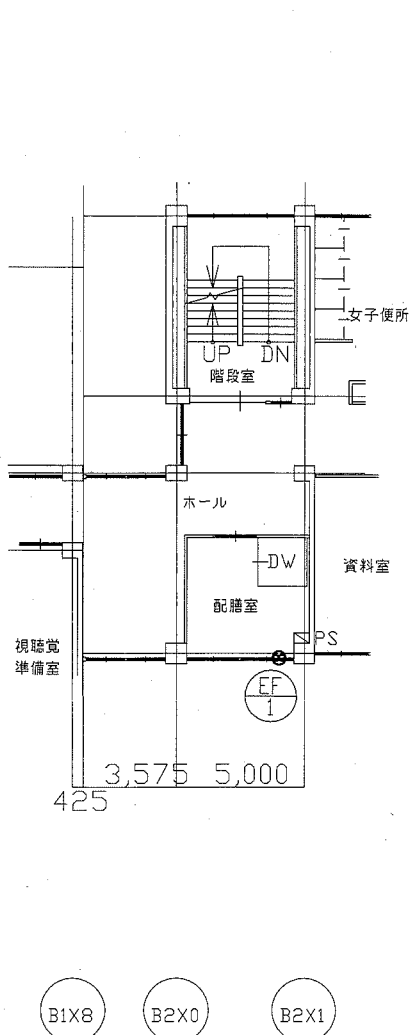 女子便所
UP DN
階段室
ホール
DW
資料室
配膳室
PS
視聴覚
準備室
EF
1
3,575 5,000
425
B1X8 B2X0 B2X1